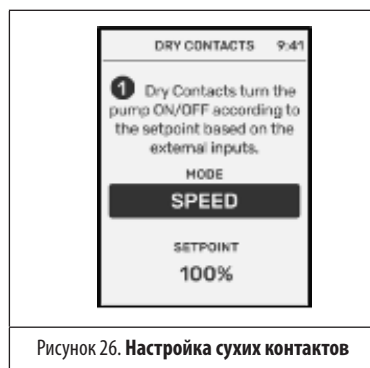 DRY CONTACTS 9:41
1 Dry Contacts turn the
pump ON/OFF according to
the setpoint based on the
external inputs.
MODE
SPEED
SETPOINT
100%
Рисунок 26. Настройка сухих контактов